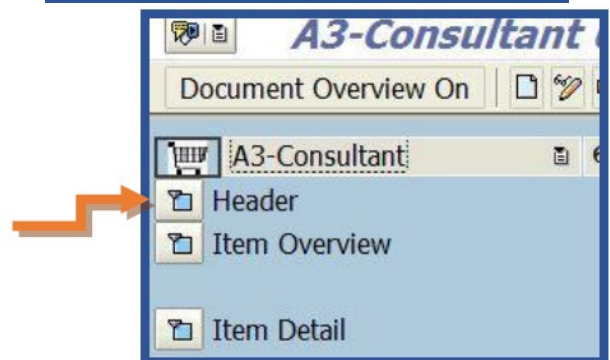 A3-Consultant
Document Overview On
A3-Consultant
Header
Item Overview
Item Detail